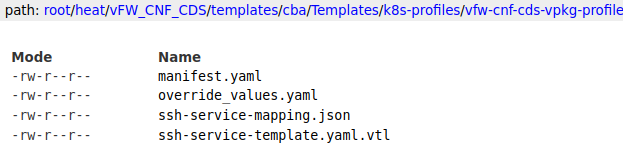 path: root/heat/vFW_CNF_CDS/templates/cba/Templates/k8s-profiles/vfw-cnf-cds-vpkg-profile
Mode Name
-rw-r--r-- manifest.yaml
-rw-r--r-- override_values.yaml
-rw-r--r-- ssh-service-mapping.json
-rw-r--r-- ssh-service-template.yaml.vtl